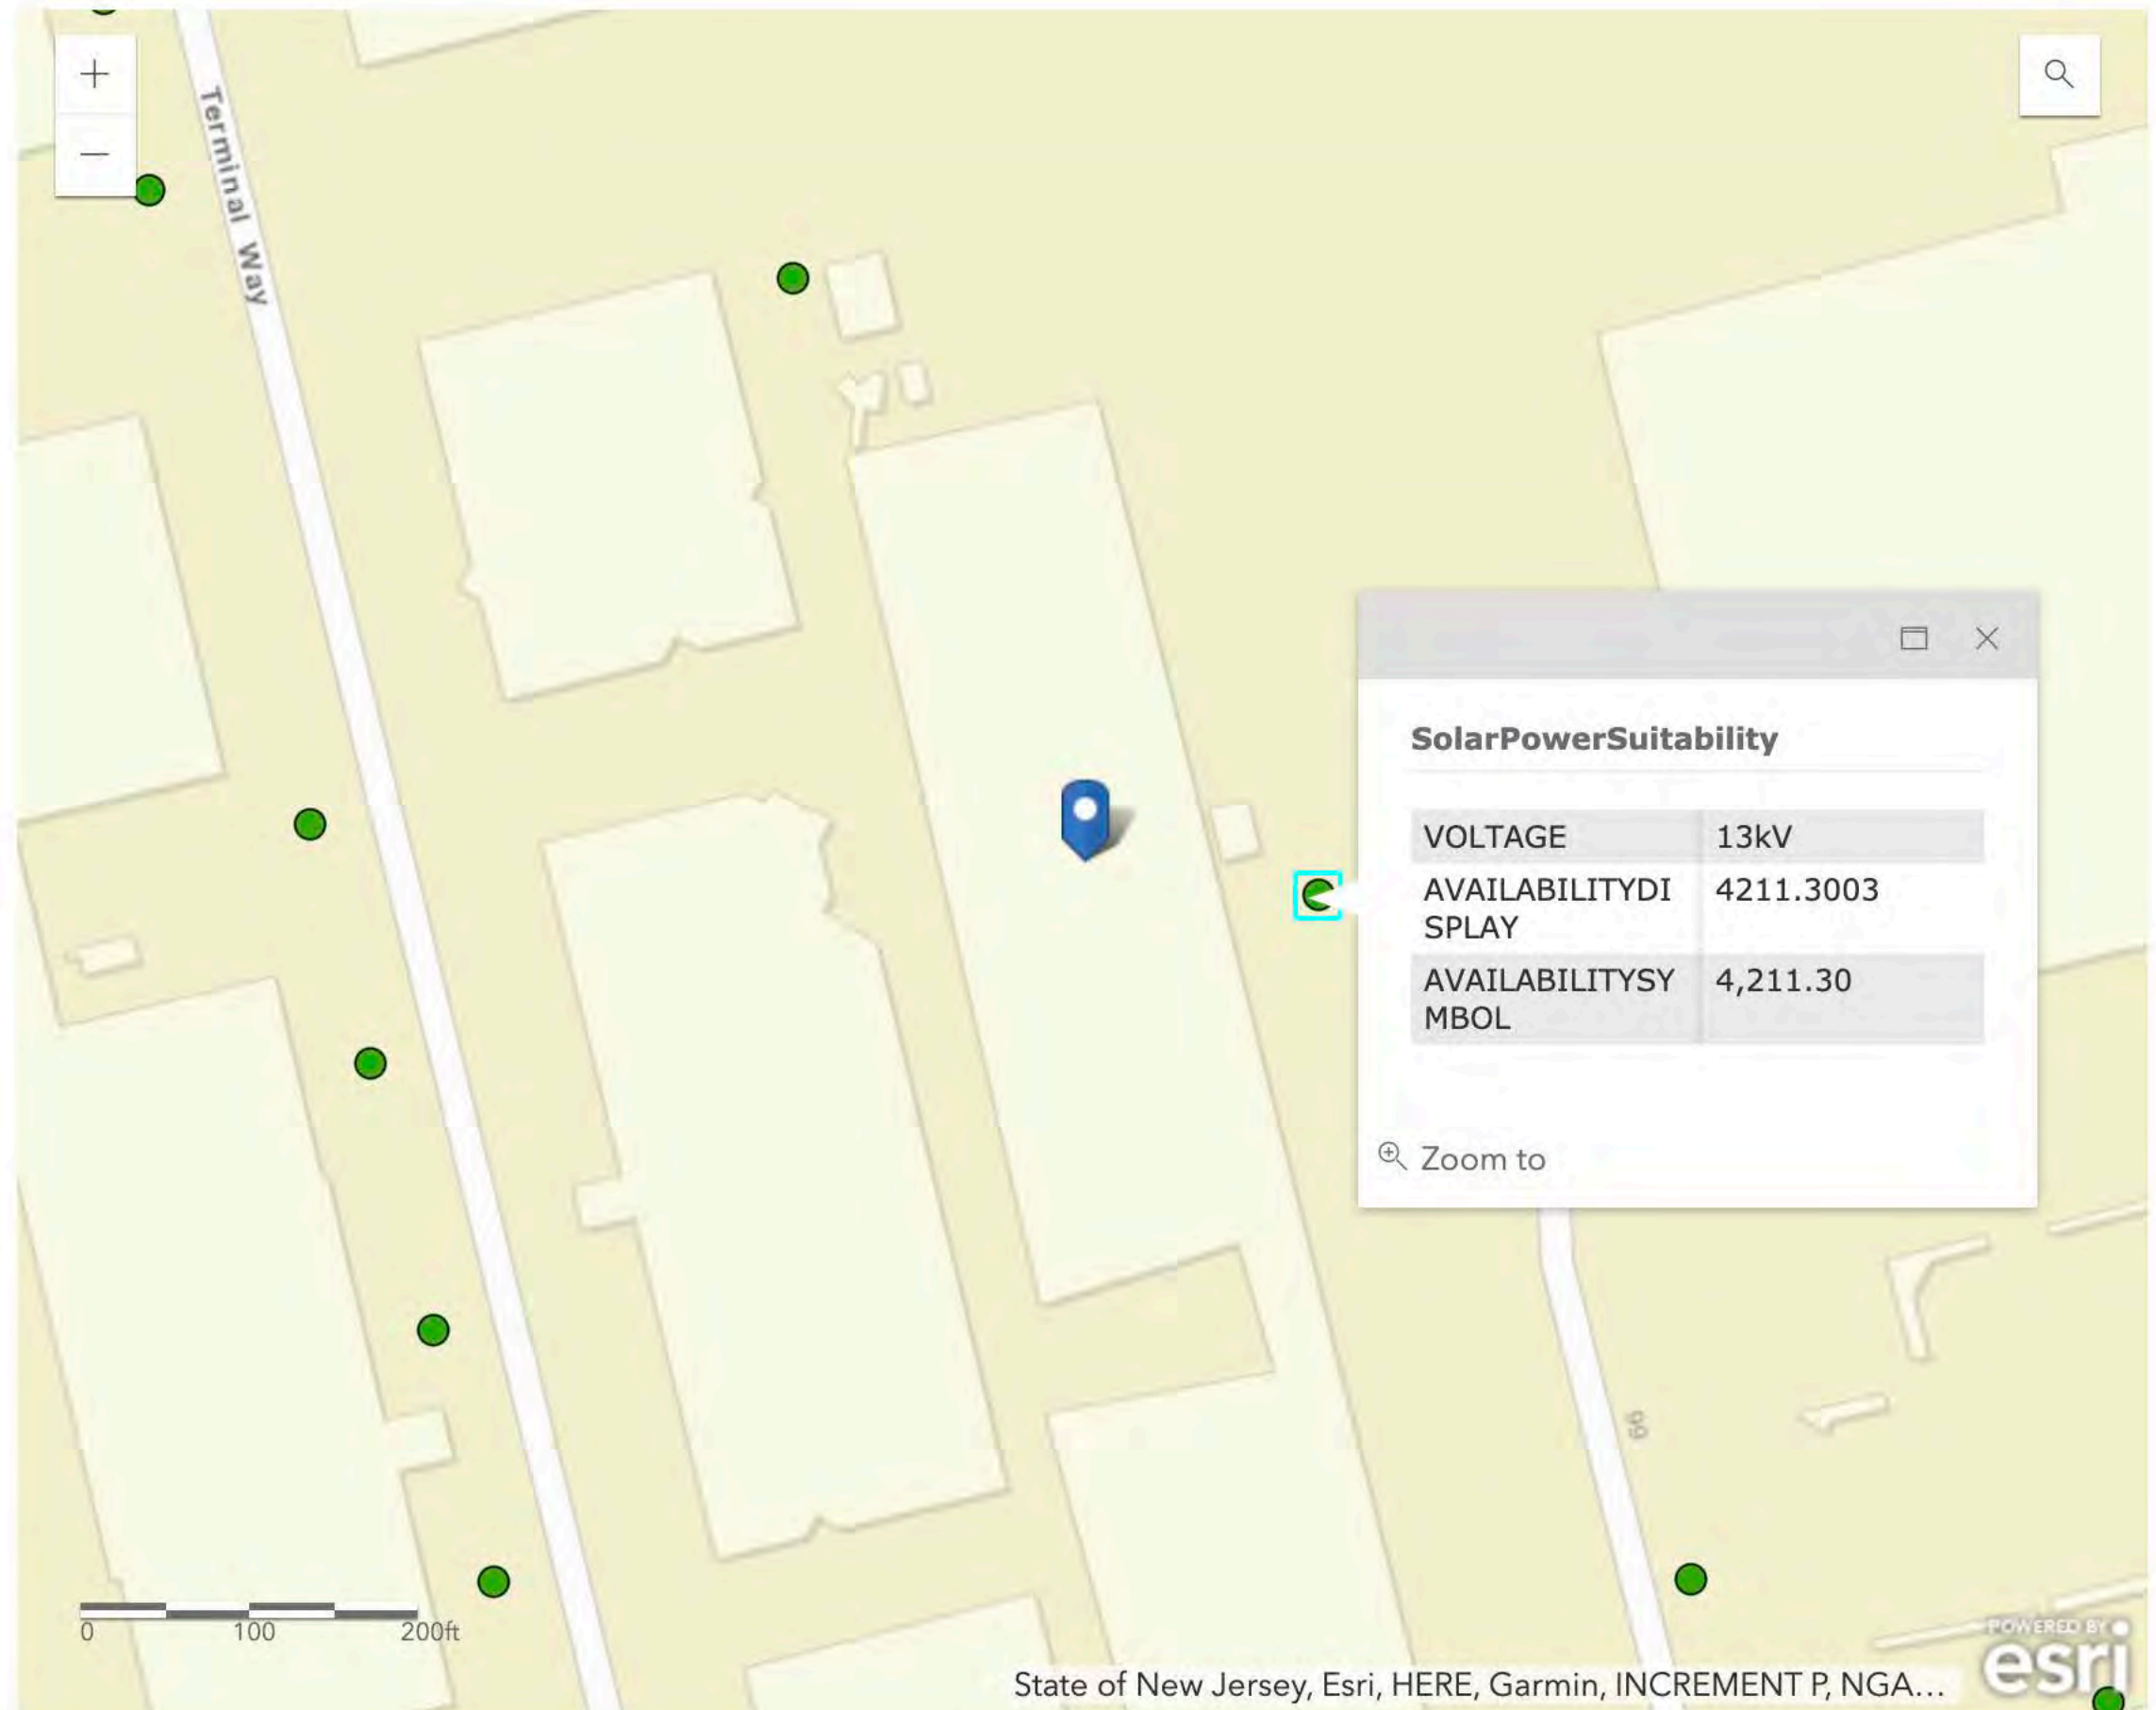 +
−
Terminal Way
SolarPowerSuitability
VOLTAGE 13kV
AVAILABILITYDI 4211.3003
SPLAY
AVAILABILITYSY 4,211.30
MBOL
Zoom to
66
0 100 200ft
POWERED BY
esri
State of New Jersey, Esri, HERE, Garmin, INCREMENT P, NGA...